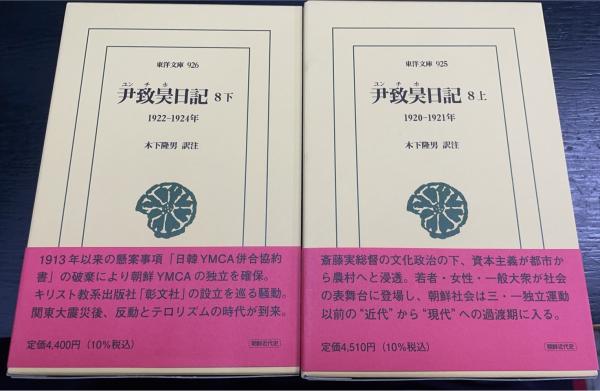 東洋文庫 926
ユン チ ホ
尹致昊日記 8下
1922-1924年
木下隆男 訳注
1913年以来の懸案事項「日韓YMCA併合協約
書」の破棄により朝鮮YMCAの独立を確保。
キリスト教系出版社「彰文社」の設立を巡る騒動。
関東大震災後、反動とテロリズムの時代が到来。
定価4,400円（10%税込）
朝鮮近代史
東洋文庫 925
ユン チ ホ
尹致昊日記 8上
1920-1921年
木下隆男 訳注
斎藤実総督の文化政治の下、資本主義が都市か
ら農村へと浸透。若者・女性・一般大衆が社会
の表舞台に登場し、朝鮮社会は三・一独立運動
以前の“近代”から“現代”への過渡期に入る。
定価4,510円（10%税込）
朝鮮近代史